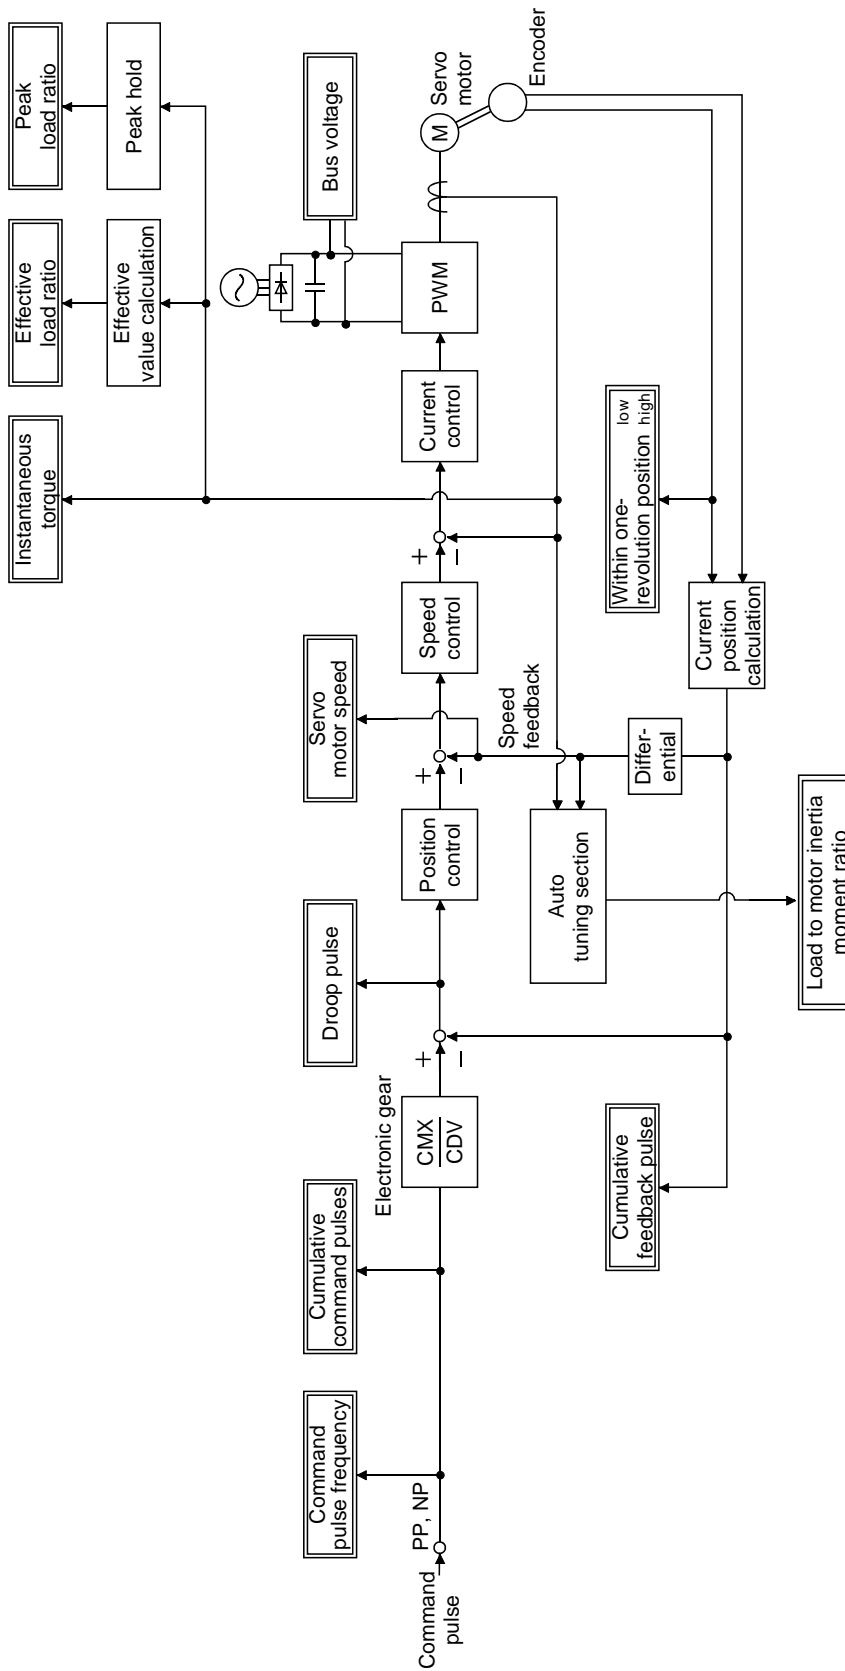 Command
pulse
PP, NP
Command
pulse frequency
Cumulative
command pulses
Electronic gear
CMX
CDV
+
−
Droop pulse
Cumulative
feedback pulse
Position
control
+
−
Servo
motor speed
Speed
feedback
Auto
tuning section
Differ-
ential
Load to motor inertia
moment ratio
Speed
control
+
−
Current
control
PWM
Current
position
calculation
Within one-
revolution position
low
high
Instantaneous
torque
Effective
load ratio
Effective
value calculation
Peak
load ratio
Peak hold
Bus voltage
M
Servo
motor
Encoder